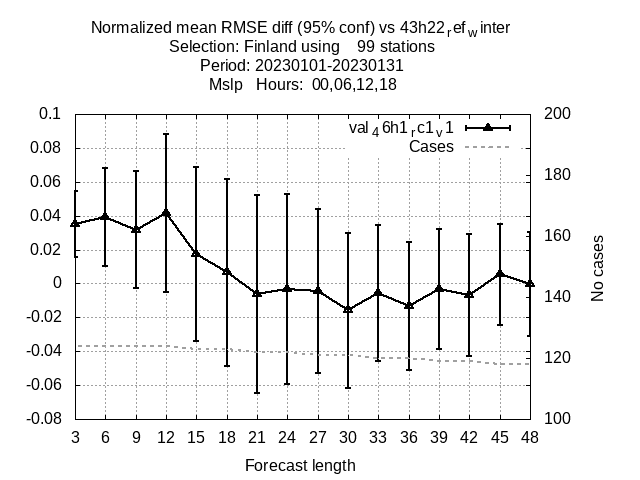 Normalized mean RMSE diff (95% conf) vs 43h22refwinter
Selection: Finland using    99 stations
Period: 20230101-20230131
Mslp   Hours:  00,06,12,18
val46h1rc1v1
Cases
0.1
0.08
0.06
0.04
0.02
0
-0.02
-0.04
-0.06
-0.08
200
180
160
140
120
100
No cases
3 6 9 12 15 18 21 24 27 30 33 36 39 42 45 48
Forecast length